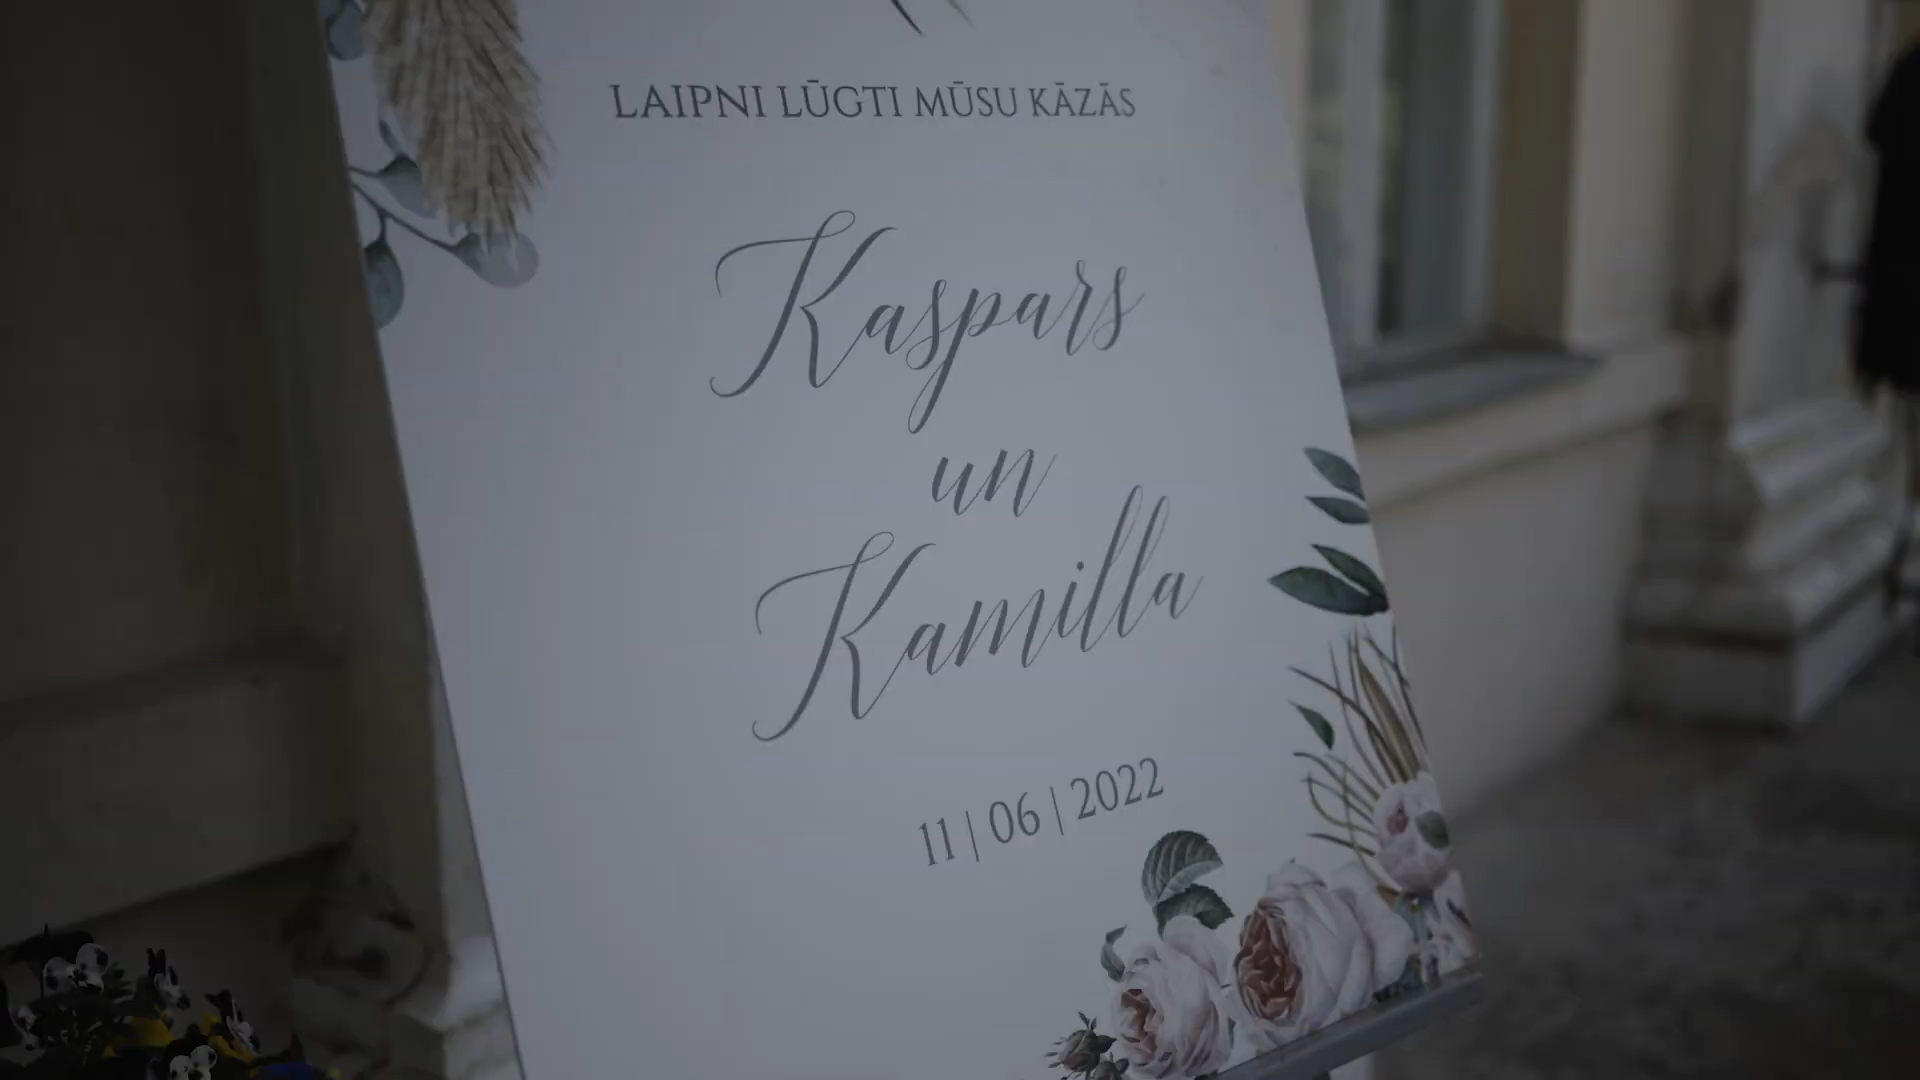 LAIPNI LŪGTI MŪSU KĀZĀS
Kaspars
un
Kamilla
11 | 06 | 2022